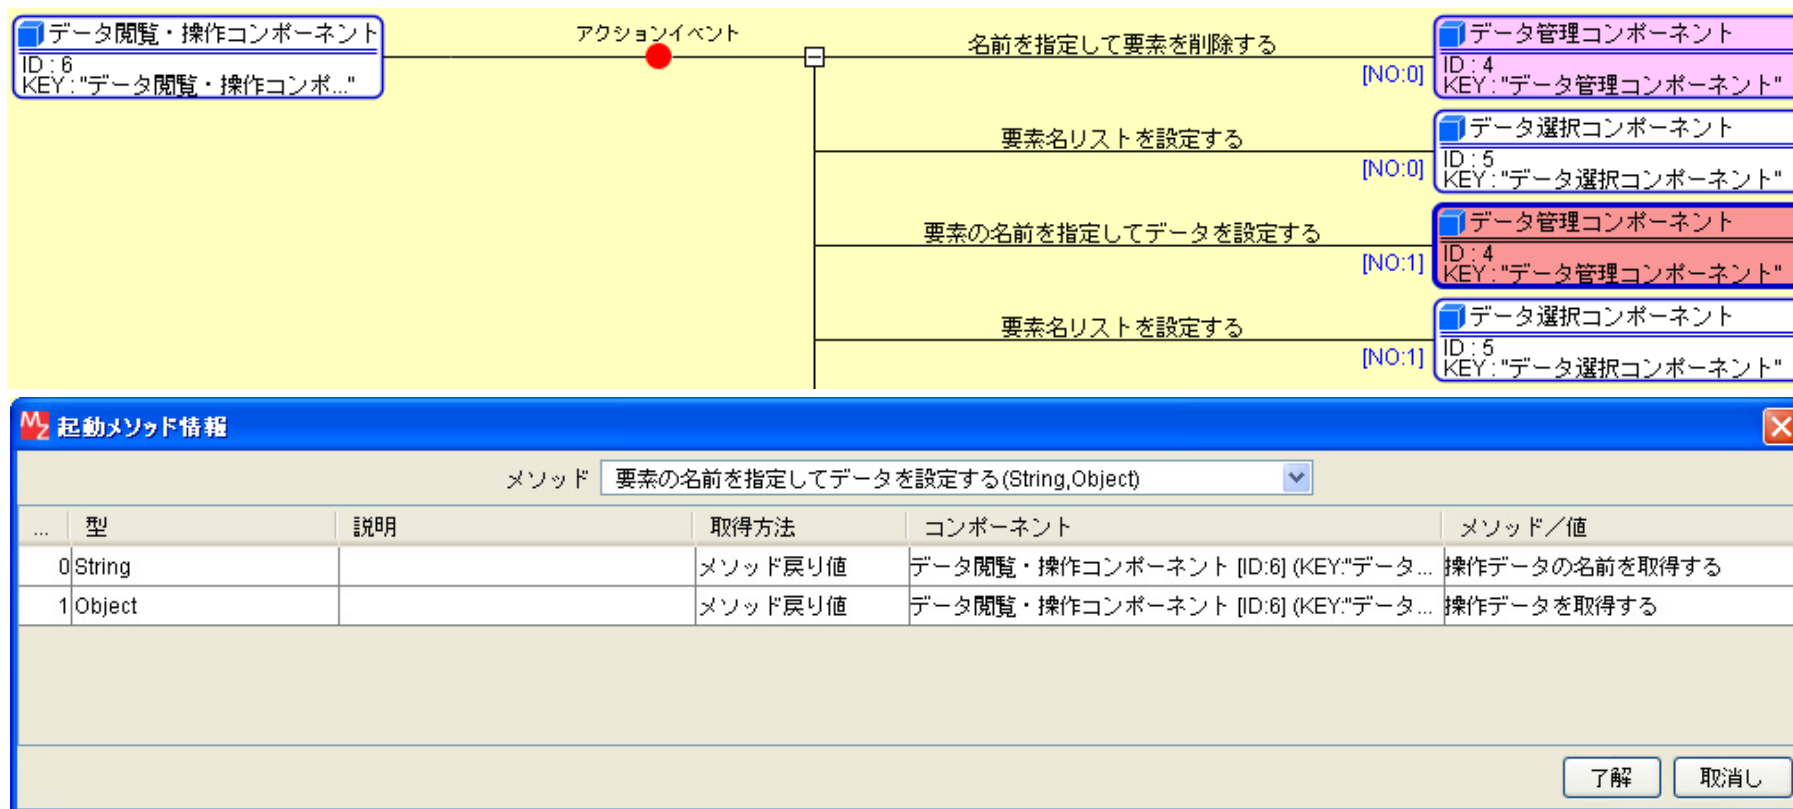 データ閲覧・操作コンポーネント
ID : 6
KEY : "データ閲覧・操作コンポ..."
アクションイベント
名前を指定して要素を削除する
[NO:0]
データ管理コンポーネント
ID : 4
KEY : "データ管理コンポーネント"
要素名リストを設定する
[NO:0]
データ選択コンポーネント
ID : 5
KEY : "データ選択コンポーネント"
要素の名前を指定してデータを設定する
[NO:1]
データ管理コンポーネント
ID : 4
KEY : "データ管理コンポーネント"
要素名リストを設定する
[NO:1]
データ選択コンポーネント
ID : 5
KEY : "データ選択コンポーネント"
MZ 起動メソッド情報
メソッド 要素の名前を指定してデータを設定する(String,Object)
... 型 説明 取得方法 コンポーネント メソッド／値
0 String メソッド戻り値 データ閲覧・操作コンポーネント [ID:6] (KEY:"データ... 操作データの名前を取得する
1 Object メソッド戻り値 データ閲覧・操作コンポーネント [ID:6] (KEY:"データ... 操作データを取得する
了解 取消し